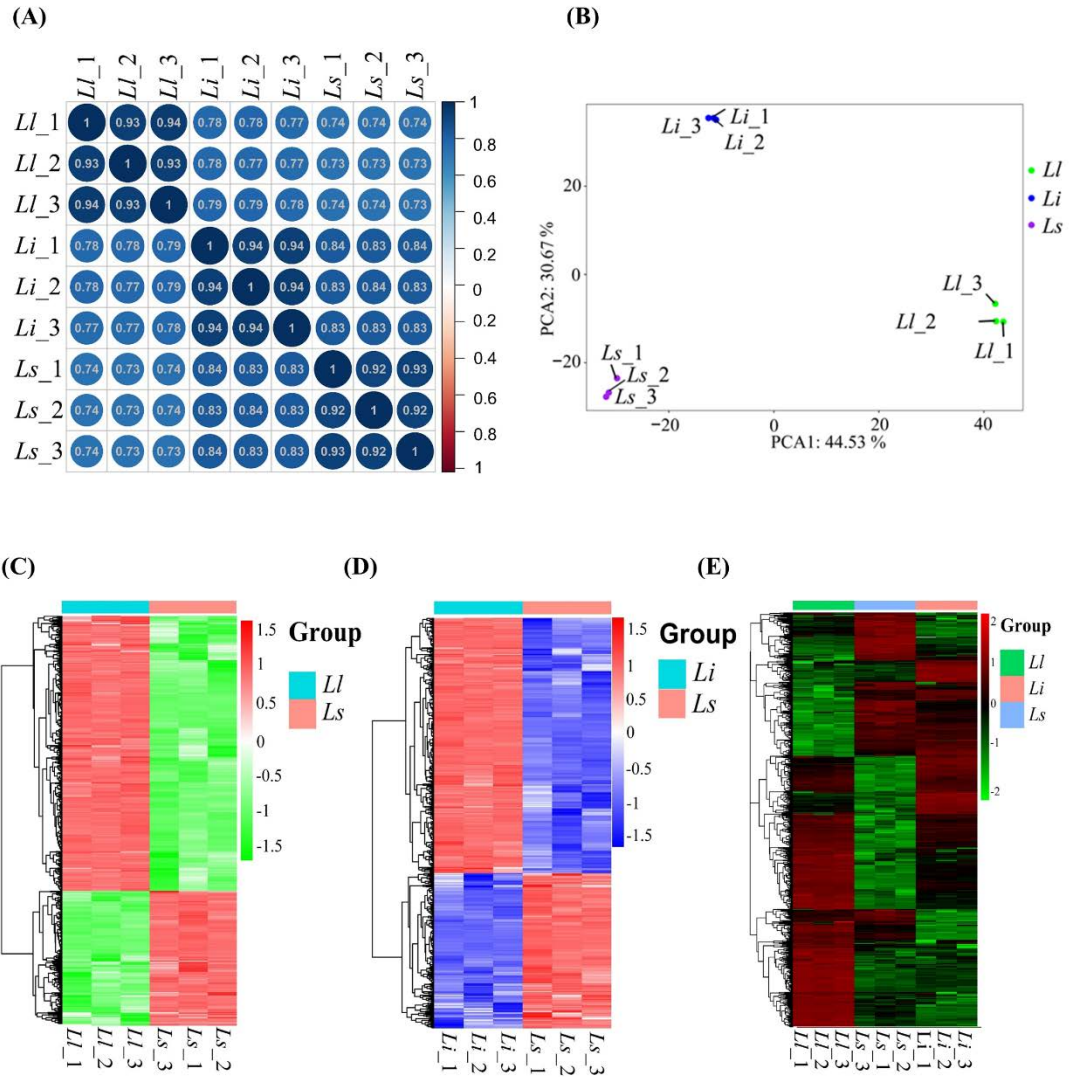 (A)
Ll_1 Ll_2 Ll_3 Li_1 Li_2 Li_3 Ls_1 Ls_2 Ls_3
Ll_1 1 0.93 0.94 0.78 0.78 0.77 0.74 0.74 0.74
Ll_2 0.93 1 0.93 0.78 0.77 0.77 0.73 0.73 0.73
Ll_3 0.94 0.93 1 0.79 0.79 0.78 0.74 0.74 0.73
Li_1 0.78 0.78 0.79 1 0.94 0.94 0.84 0.83 0.84
Li_2 0.78 0.77 0.79 0.94 1 0.94 0.83 0.84 0.83
Li_3 0.77 0.77 0.78 0.94 0.94 1 0.83 0.83 0.83
Ls_1 0.74 0.73 0.74 0.84 0.83 0.83 1 0.92 0.93
Ls_2 0.74 0.73 0.74 0.83 0.84 0.83 0.92 1 0.92
Ls_3 0.74 0.73 0.73 0.84 0.83 0.83 0.93 0.92 1
1
0.8
0.6
0.4
0.2
0
0.2
0.4
0.6
0.8
1
(B)
Li_3 Li_1
Li_2
Ll
Li
Ls
20
0
−20
PCA2: 30.67 %
Ll_3
Ll_2
Ll_1
Ls_1
Ls_2
Ls_3
−20 0 20 40
PCA1: 44.53 %
(C)
1.5
1
0.5
0
-0.5
-1
-1.5
Group
Ll
Ls
Ll_1 Ll_2 Ll_3 Ls_3 Ls_1 Ls_2
(D)
1.5
1
0.5
0
-0.5
-1
-1.5
Group
Li
Ls
Li_1 Li_2 Li_3 Ls_1 Ls_2 Ls_3
(E)
2
1
0
-1
-2
Group
Ll
Li
Ls
Ll_1 Ll_2 Ll_3 Ls_3 Ls_1 Ls_2 Li_1 Li_2 Li_3